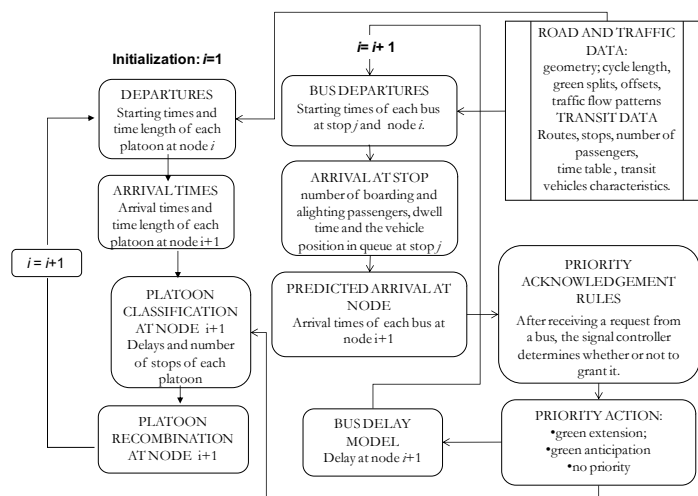 Initialization: i=1
DEPARTURES
Starting times and
time length of each
platoon at node i
ARRIVAL TIMES
Arrival times and
time length of each
platoon at node i+1
i = i+1
PLATOON
CLASSIFICATION
AT NODE i+1
Delays and number
of stops of each
platoon
PLATOON
RECOMBINATION
AT NODE i+1
i= i+ 1
BUS DEPARTURES
Starting times of each bus
at stop j and node i.
ARRIVAL AT STOP
number of boarding and
alighting passengers, dwell
time and the vehicle
position in queue at stop j
PREDICTED ARRIVAL AT
NODE
Arrival times of each bus at
node i+1
BUS DELAY
MODEL
Delay at node i+1
ROAD AND TRAFFIC
DATA:
geometry; cycle length,
green splits, offsets,
traffic flow patterns
TRANSIT DATA
Routes, stops, number of
passengers,
time table , transit
vehicles characteristics.
PRIORITY
ACKNOWLEDGEMENT
RULES
After receiving a request from
a bus, the signal controller
determines whether or not to
grant it.
PRIORITY ACTION:
•green extension;
•green anticipation
•no priority